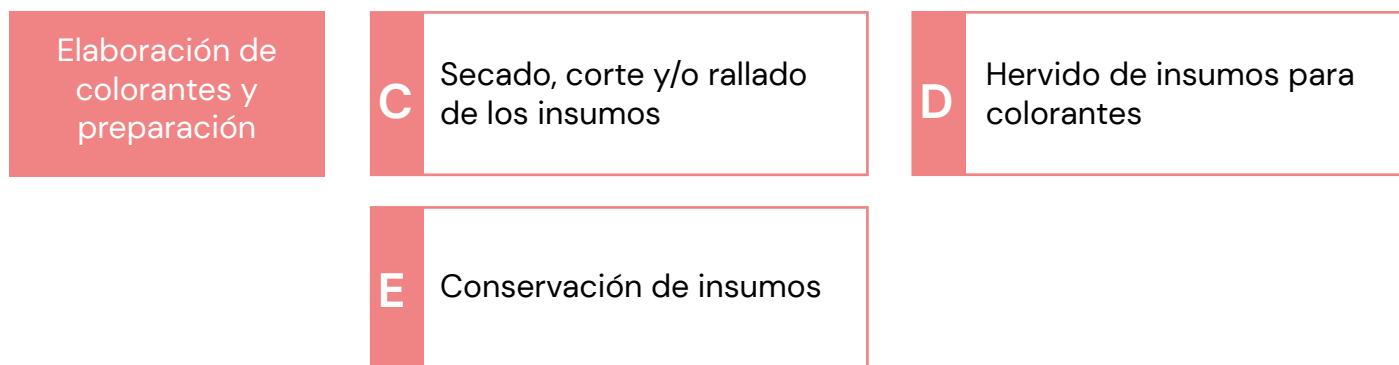 Elaboración de
colorantes y
preparación
C
Secado, corte y/o rallado
de los insumos
D
Hervido de insumos para
colorantes
E
Conservación de insumos